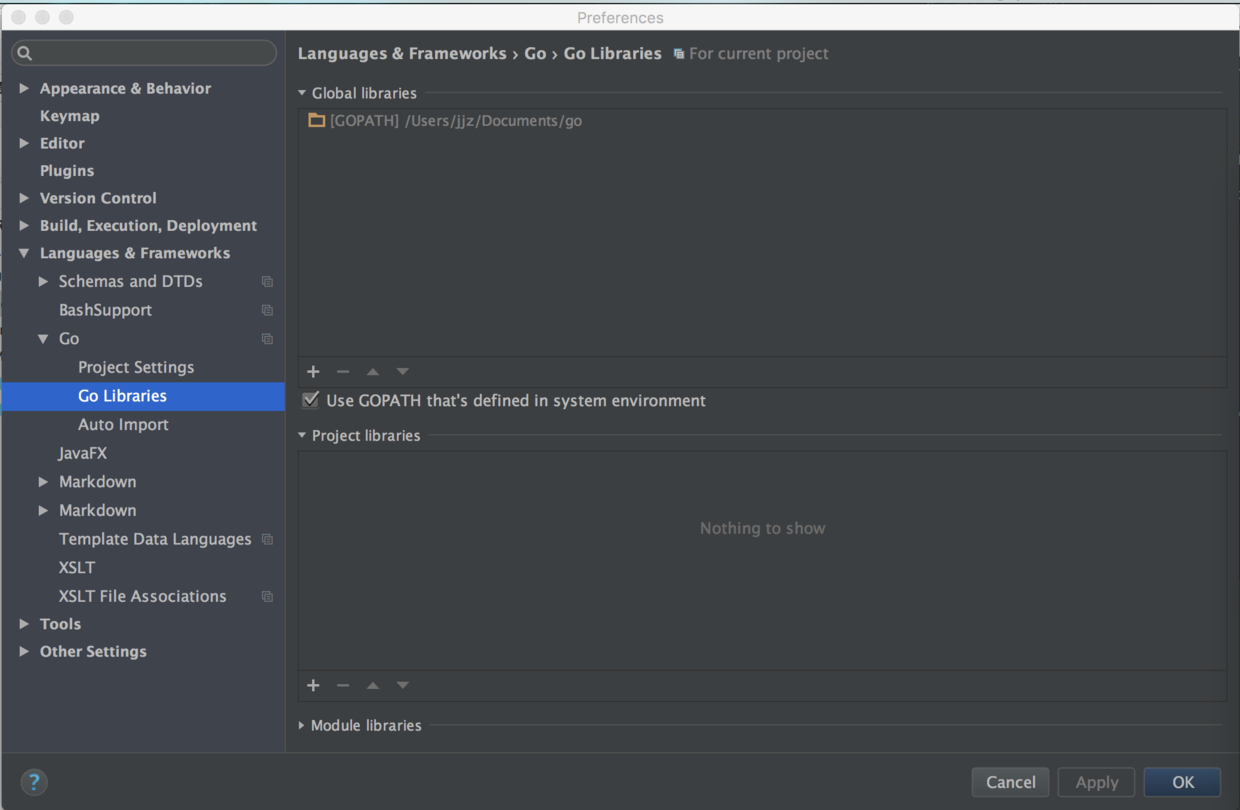 Preferences
Languages & Frameworks › Go › Go Libraries For current project
Appearance & Behavior
Keymap
Editor
Plugins
Version Control
Build, Execution, Deployment
Languages & Frameworks
Schemas and DTDs
BashSupport
Go
Project Settings
Go Libraries
Auto Import
JavaFX
Markdown
Markdown
Template Data Languages
XSLT
XSLT File Associations
Tools
Other Settings
Global libraries
[GOPATH] /Users/jjz/Documents/go
Use GOPATH that's defined in system environment
Project libraries
Nothing to show
Module libraries
?
Cancel
Apply
OK